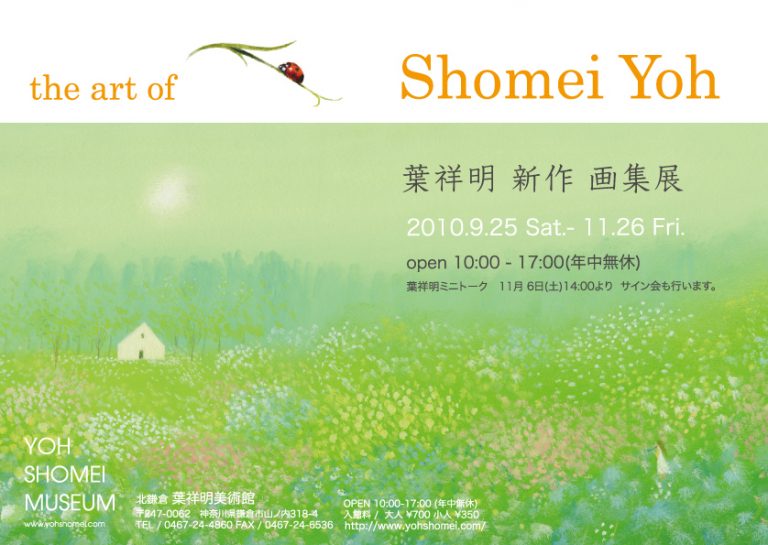 the art of Shomei Yoh
葉祥明 新作 画集展
2010.9.25 Sat.- 11.26 Fri.
open 10:00 - 17:00(年中無休)
葉祥明ミニトーク 11月 6日(土)14:00より サイン会も行います。
YOH
SHOMEI
MUSEUM
www.yohshomei.com
北鎌倉 葉祥明美術館
〒247-0062 神奈川県鎌倉市山ノ内318-4
TEL / 0467-24-4860 FAX / 0467-24-6536
OPEN 10:00-17:00 (年中無休)
入館料 / 大人 ¥700 小人 ¥350
http://www.yohshomei.com/